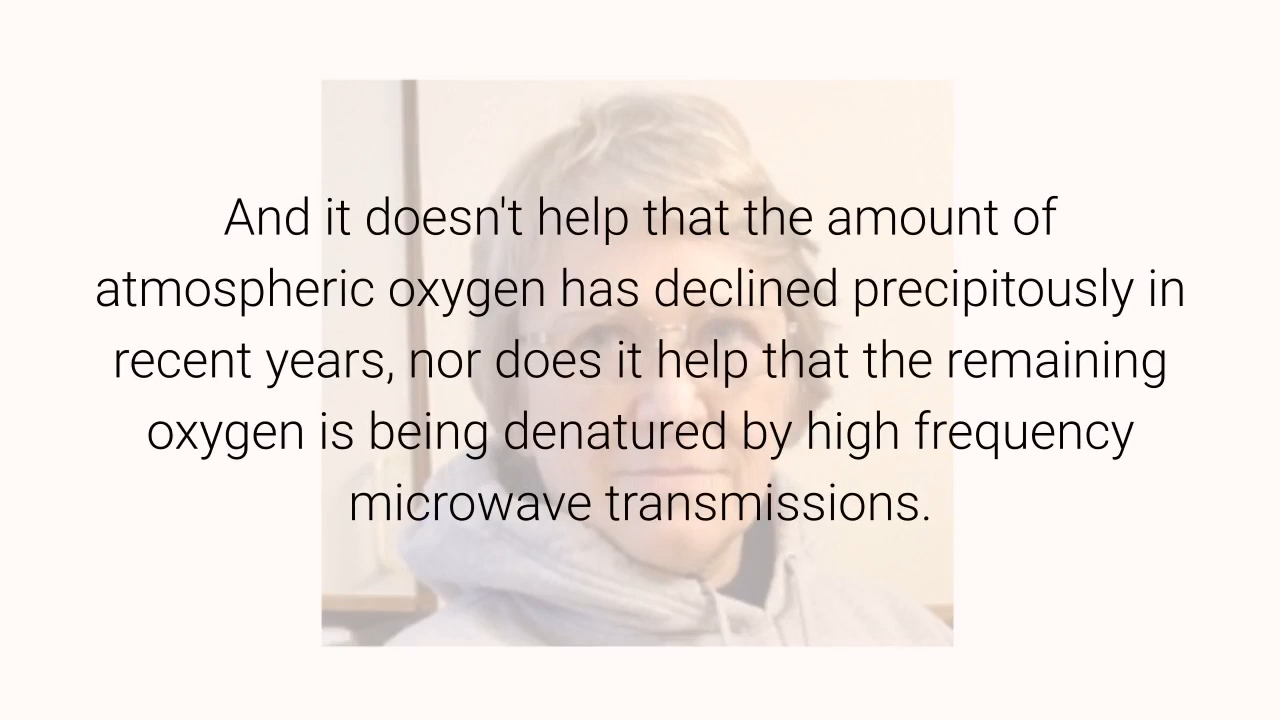 And it doesn't help that the amount of
atmospheric oxygen has declined precipitously in
recent years, nor does it help that the remaining
oxygen is being denatured by high frequency
microwave transmissions.